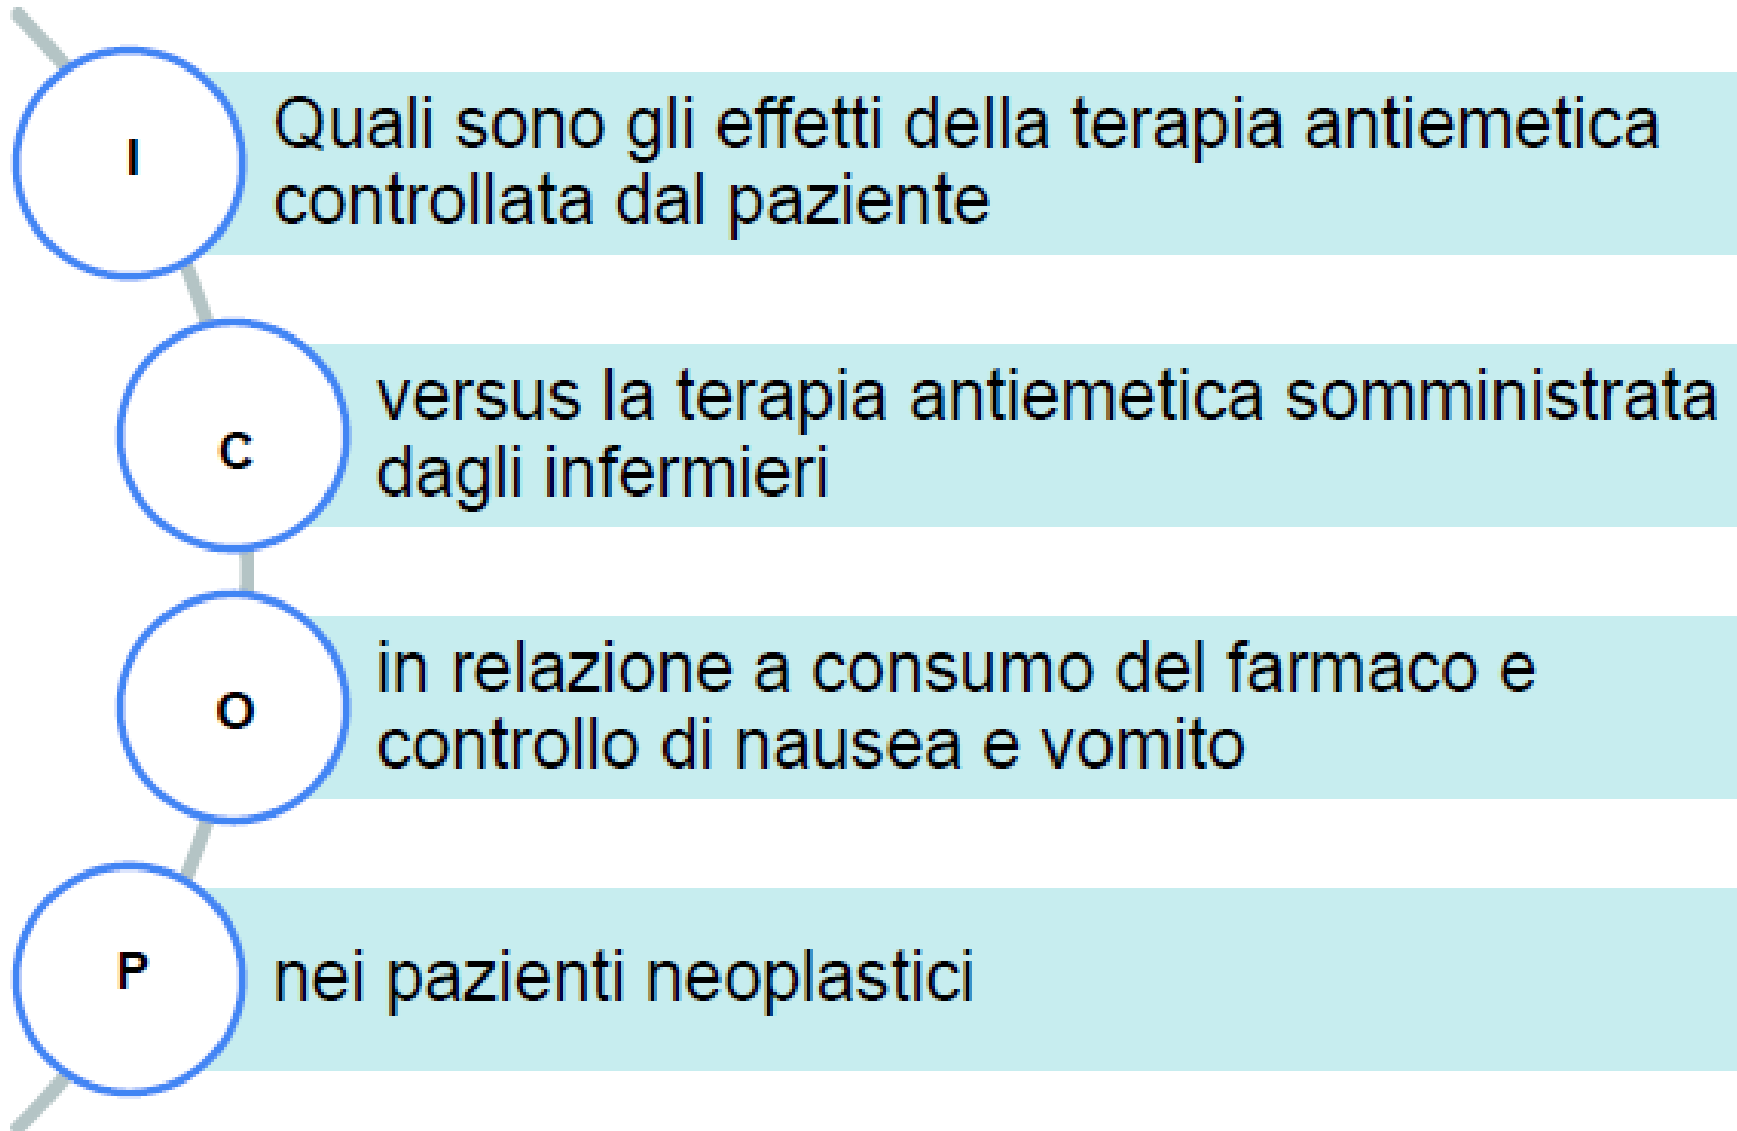 I
Quali sono gli effetti della terapia antiemetica
controllata dal paziente
C
versus la terapia antiemetica somministrata
dagli infermieri
O
in relazione a consumo del farmaco e
controllo di nausea e vomito
P
nei pazienti neoplastici